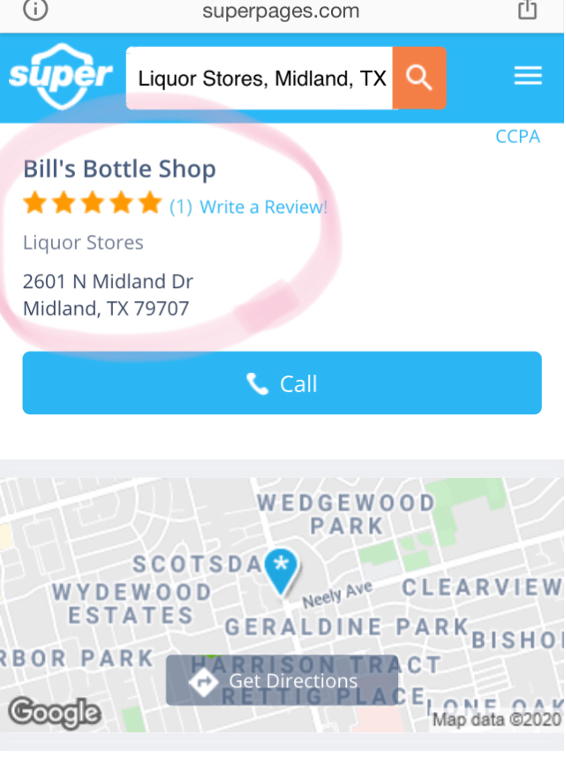 superpages.com
super
Liquor Stores, Midland, TX
CCPA
Bill's Bottle Shop
(1) Write a Review!
Liquor Stores
2601 N Midland Dr
Midland, TX 79707
Call
WEDGEWOOD
PARK
SCOTSDA
WYDEWOOD
ESTATES
Neely Ave
CLEARVIEW
GERALDINE PARK
BISHO
RBOR PARK
HARRISON TRACT
Get Directions
RETTIG PLACE
LONE OAK
Google
Map data ©2020